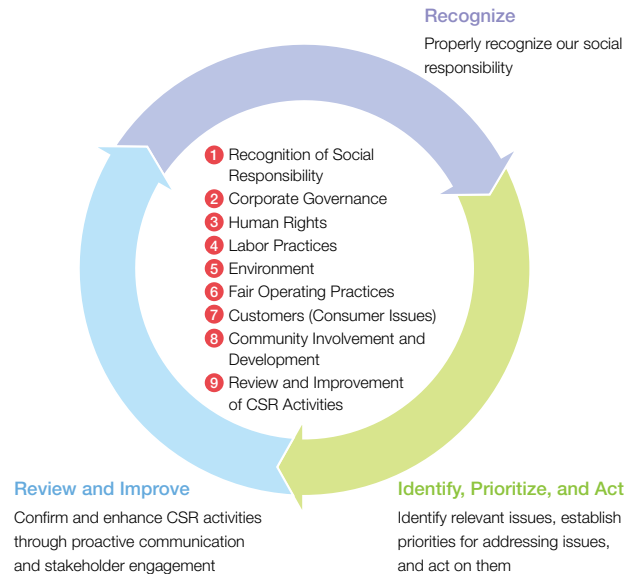 Recognize
Properly recognize our social
responsibility
1 Recognition of Social
Responsibility
2 Corporate Governance
3 Human Rights
4 Labor Practices
5 Environment
6 Fair Operating Practices
7 Customers (Consumer Issues)
8 Community Involvement and
Development
9 Review and Improvement
of CSR Activities
Review and Improve
Confirm and enhance CSR activities
through proactive communication
and stakeholder engagement
Identify, Prioritize, and Act
Identify relevant issues, establish
priorities for addressing issues,
and act on them